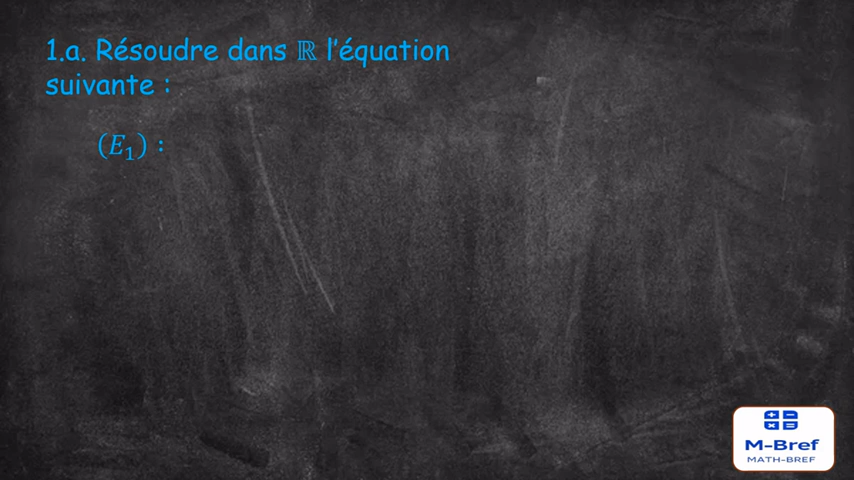 1.a. Résoudre dans ℝ l'équation
suivante :
(E₁) :
M-Bref
MATH-BREF